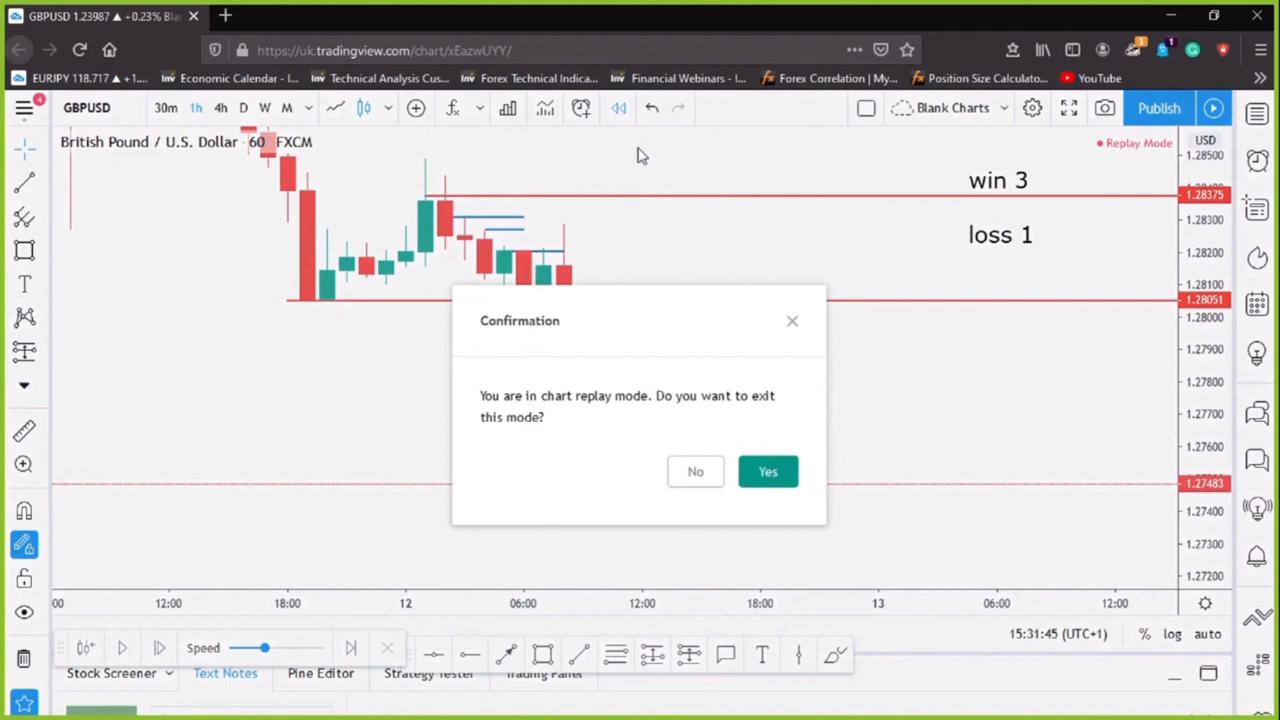 GBPUSD 1.23987 ▲ +0.23% Bla
https://uk.tradingview.com/chart/xEazwUYY/
EURJPY 118.717 ▲ +1....
Economic Calendar - I...
Technical Analysis Cus...
Forex Technical Indica...
Financial Webinars - I...
Forex Correlation | My...
Position Size Calculato...
YouTube
4
GBPUSD
30m 1h 4h D W M
Blank Charts
Publish
British Pound / U.S. Dollar 60 FXCM
Replay Mode
USD
1.28500
win 3
1.28375
1.28300
loss 1
1.28200
1.28100
1.28051
1.28000
Confirmation
1.27900
You are in chart replay mode. Do you want to exit
this mode?
1.27800
1.27700
1.27600
No
Yes
1.27483
1.27400
1.27300
1.27200
:00 12:00 18:00 12 06:00 12:00 18:00 13 06:00 12:00
15:31:45 (UTC+1) % log auto
Speed
Stock Screener
Text Notes
Pine Editor
Strategy Tester
Trading Panel